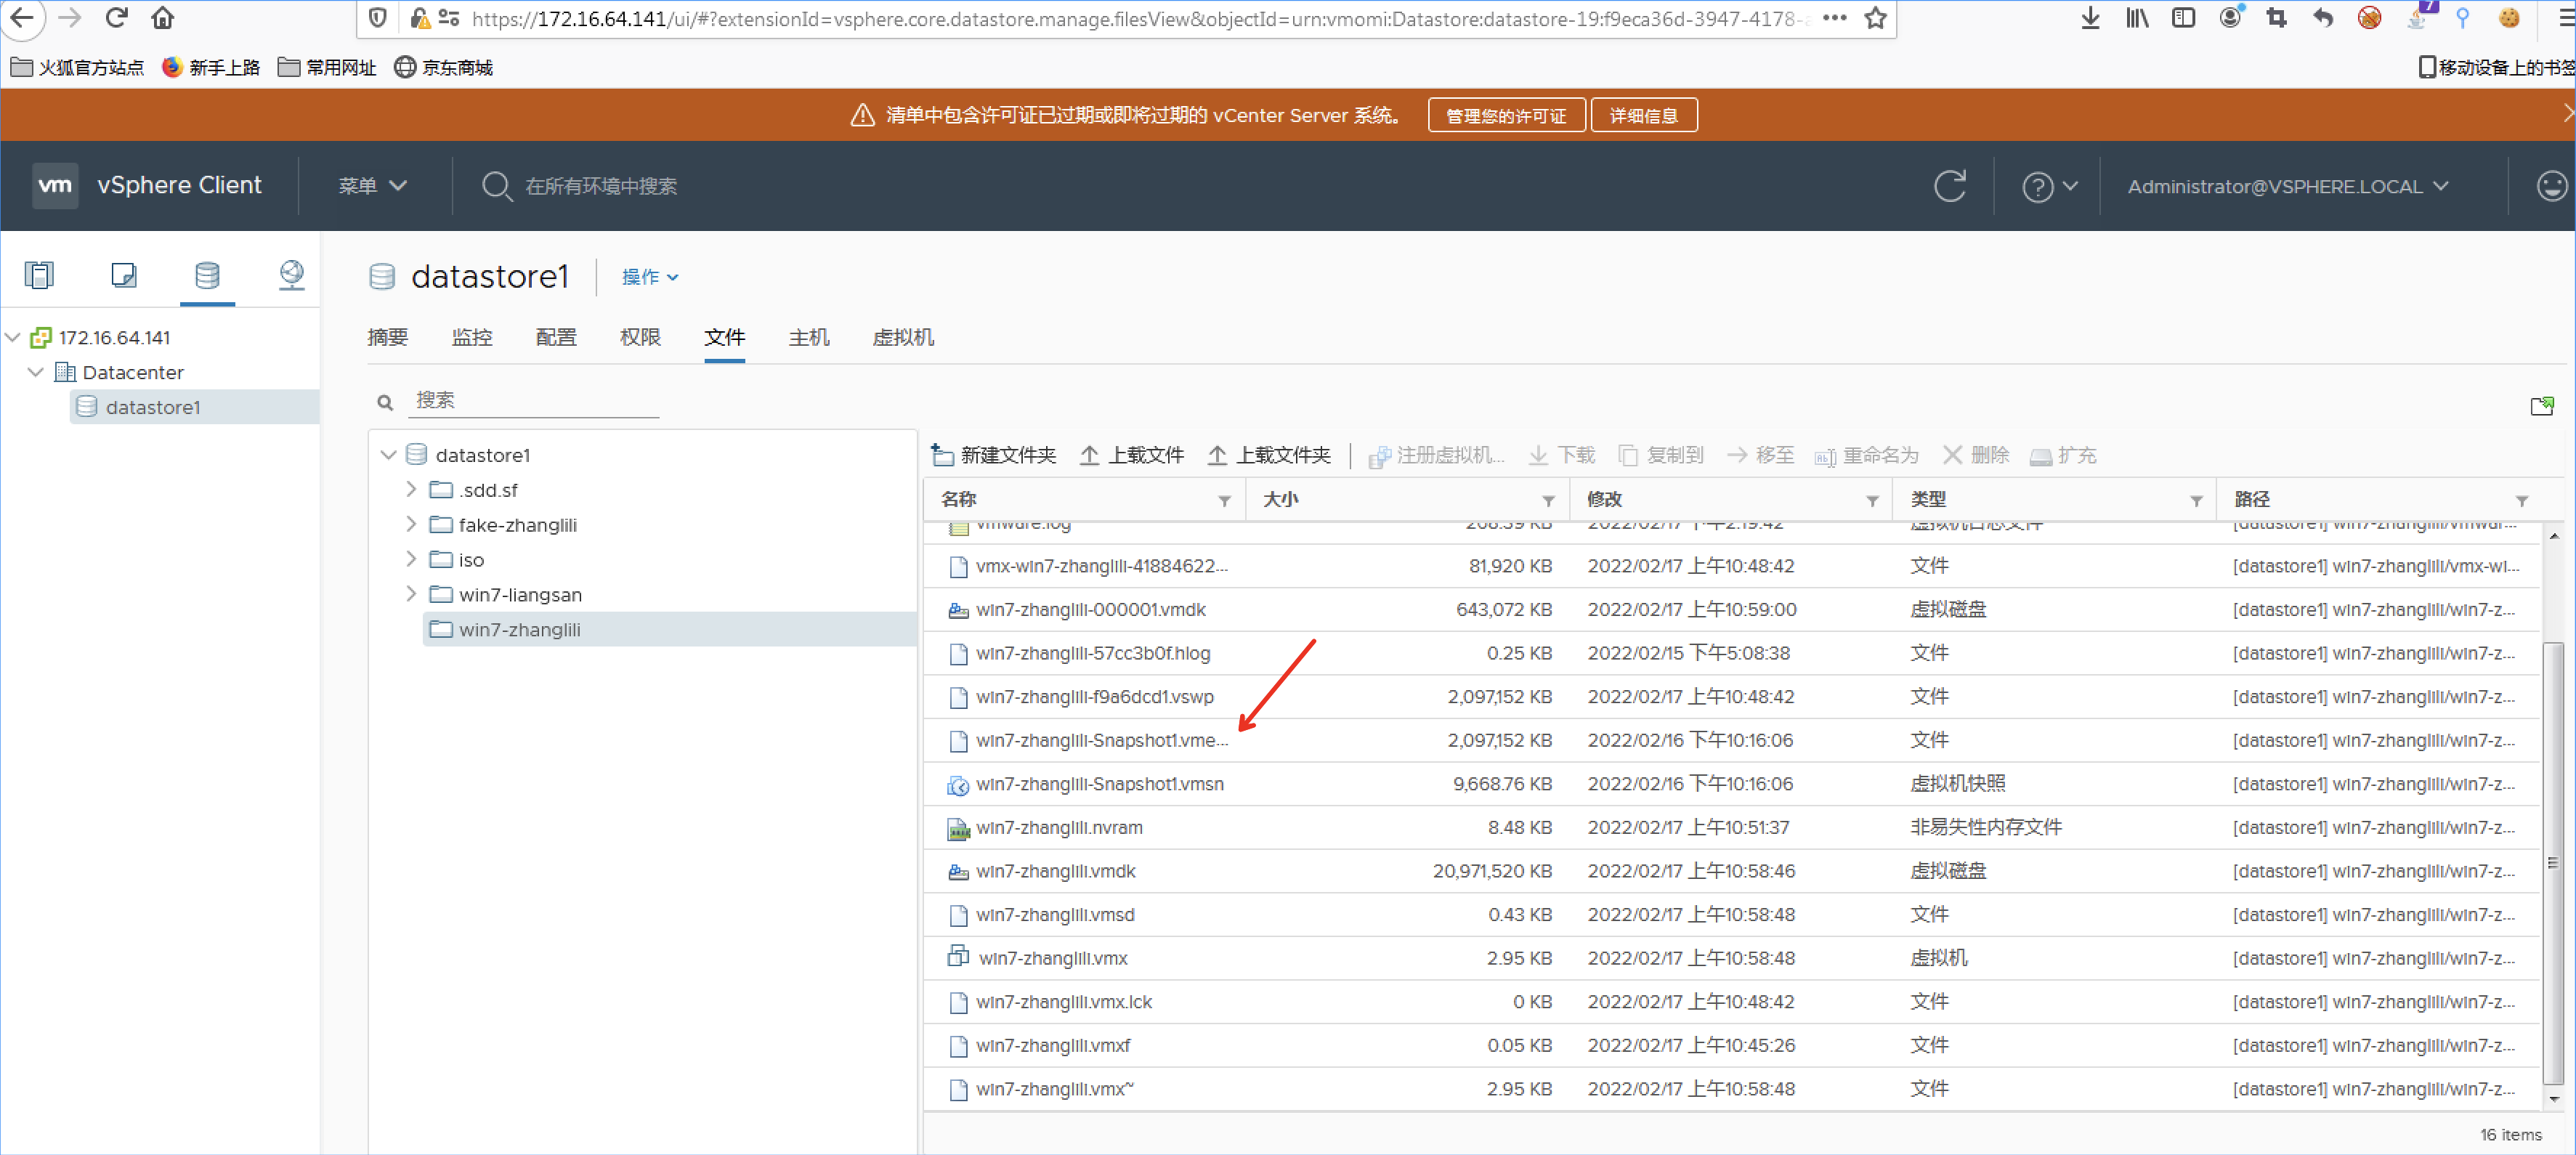 https://172.16.64.141/ui/#?extensionId=vsphere.core.datastore.manage.filesView&objectId=urn:vmomi:Datastore:datastore-19:f9eca36d-3947-4178-
7
火狐官方站点 新手上路 常用网址 京东商城 移动设备上的书签
清单中包含许可证已过期或即将过期的 vCenter Server 系统。 管理您的许可证 详细信息
vm vSphere Client 菜单 在所有环境中搜索 Administrator@VSPHERE.LOCAL
datastore1 操作
摘要 监控 配置 权限 文件 主机 虚拟机
172.16.64.141
Datacenter
datastore1
搜索
datastore1
.sdd.sf
fake-zhanglili
iso
win7-liangsan
win7-zhanglili
新建文件夹 上载文件 上载文件夹 注册虚拟机... 下载 复制到 移至 重命名为 删除 扩充
名称 大小 修改 类型 路径
vmware.log 208.39 KB 2022/02/17 下午2:19:42 虚拟机日志文件 [datastore1] win7-zhanglili/vmwar...
vmx-win7-zhanglili-41884622... 81,920 KB 2022/02/17 上午10:48:42 文件 [datastore1] win7-zhanglili/vmx-wi...
win7-zhanglili-000001.vmdk 643,072 KB 2022/02/17 上午10:59:00 虚拟磁盘 [datastore1] win7-zhanglili/win7-z...
win7-zhanglili-57cc3b0f.hlog 0.25 KB 2022/02/15 下午5:08:38 文件 [datastore1] win7-zhanglili/win7-z...
win7-zhanglili-f9a6dcd1.vswp 2,097,152 KB 2022/02/17 上午10:48:42 文件 [datastore1] win7-zhanglili/win7-z...
win7-zhanglili-Snapshot1.vme... 2,097,152 KB 2022/02/16 下午10:16:06 文件 [datastore1] win7-zhanglili/win7-z...
win7-zhanglili-Snapshot1.vmsn 9,668.76 KB 2022/02/16 下午10:16:06 虚拟机快照 [datastore1] win7-zhanglili/win7-z...
win7-zhanglili.nvram 8.48 KB 2022/02/17 上午10:51:37 非易失性内存文件 [datastore1] win7-zhanglili/win7-z...
win7-zhanglili.vmdk 20,971,520 KB 2022/02/17 上午10:58:46 虚拟磁盘 [datastore1] win7-zhanglili/win7-z...
win7-zhanglili.vmsd 0.43 KB 2022/02/17 上午10:58:48 文件 [datastore1] win7-zhanglili/win7-z...
win7-zhanglili.vmx 2.95 KB 2022/02/17 上午10:58:48 虚拟机 [datastore1] win7-zhanglili/win7-z...
win7-zhanglili.vmx.lck 0 KB 2022/02/17 上午10:48:42 文件 [datastore1] win7-zhanglili/win7-z...
win7-zhanglili.vmxf 0.05 KB 2022/02/17 上午10:45:26 文件 [datastore1] win7-zhanglili/win7-z...
win7-zhanglili.vmx~ 2.95 KB 2022/02/17 上午10:58:48 文件 [datastore1] win7-zhanglili/win7-z...
16 items